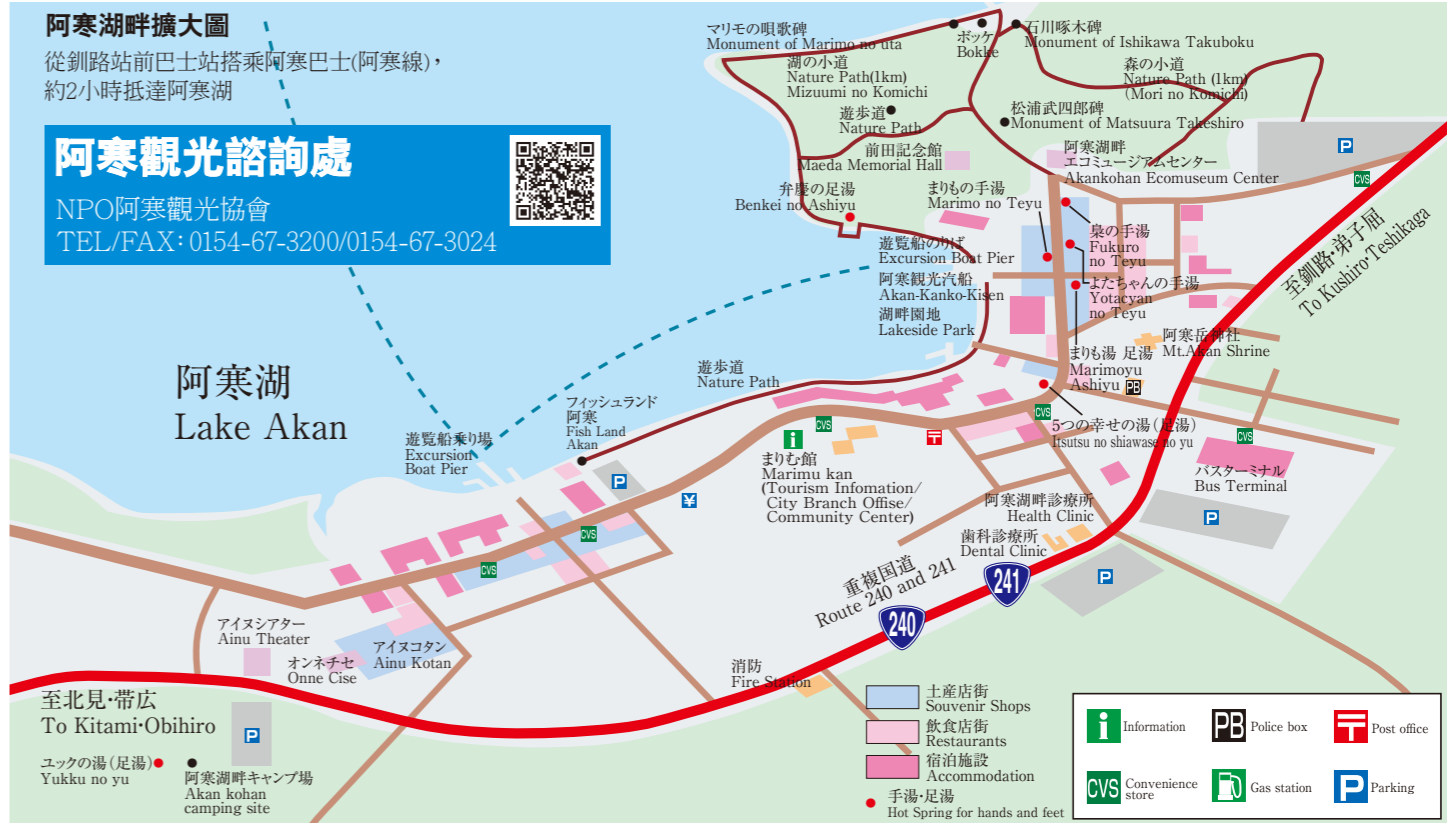 阿寒湖畔擴大圖
從釧路站前巴士站搭乘阿寒巴士(阿寒線),
約2小時抵達阿寒湖
阿寒觀光諮詢處
NPO阿寒觀光協會
TEL/FAX:0154-67-3200/0154-67-3024
マリモの唄歌碑
Monument of Marimo no uta
ボッケ
Bokke
石川啄木碑
Monument of Ishikawa Takuboku
湖の小道
Nature Path(1km)
Mizuumi no Komichi
森の小道
Nature Path (1km)
(Mori no Komichi)
遊歩道
Nature Path
松浦武四郎碑
Monument of Matsuura Takeshiro
前田記念館
Maeda Memorial Hall
阿寒湖畔
エコミュージアムセンター
Akankohan Ecomuseum Center
P
CVS
弁慶の足湯
Benkei no Ashiyu
まりもの手湯
Marimo no Teyu
梟の手湯
Fukuro
no Teyu
遊覧船のりば
Excursion Boat Pier
阿寒観光汽船
Akan-Kanko-Kisen
湖畔園地
Lakeside Park
よたちゃんの手湯
Yotacyan
no Teyu
至釧路・弟子屈
To Kushiro・Teshikaga
阿寒岳神社
Mt.Akan Shrine
まりも湯 足湯
Marimoyu
Ashiyu
PB
阿寒湖
Lake Akan
遊歩道
Nature Path
フィッシュランド
阿寒
Fish Land
Akan
遊覧船乗り場
Excursion
Boat Pier
P
¥
i
CVS
〒
CVS
5つの幸せの湯(足湯)
Itsutsu no shiawase no yu
CVS
バスターミナル
Bus Terminal
P
まりむ館
Marimu kan
(Tourism Infomation/
City Branch Offise/
Community Center)
阿寒湖畔診療所
Health Clinic
歯科診療所
Dental Clinic
P
CVS
CVS
重複国道
Route 240 and 241
241
240
アイヌシアター
Ainu Theater
オンネチセ
Onne Cise
アイヌコタン
Ainu Kotan
消防
Fire Station
至北見・帯広
To Kitami・Obihiro
P
ユックの湯(足湯)
Yukku no yu
阿寒湖畔キャンプ場
Akan kohan
camping site
土産店街
Souvenir Shops
飲食店街
Restaurants
宿泊施設
Accommodation
手湯・足湯
Hot Spring for hands and feet
i Information
PB Police box
〒 Post office
CVS Convenience
store
Gas station
P Parking